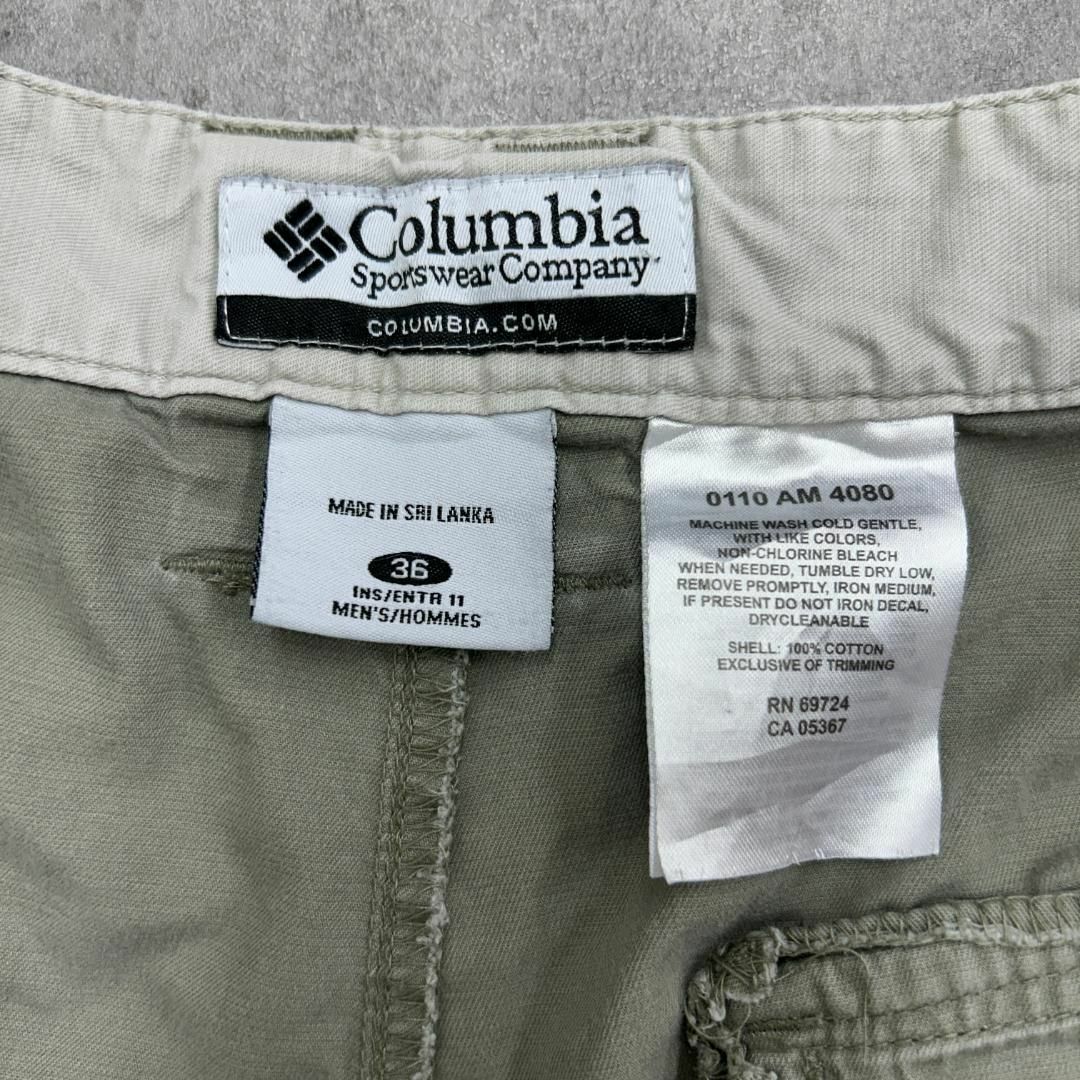 Columbia
Sportswear Company
COLUMBIA.COM
MADE IN SRI LANKA
36
INS/ENTR 11
MEN'S/HOMMES
0110 AM 4080
MACHINE WASH COLD GENTLE,
WITH LIKE COLORS,
NON-CHLORINE BLEACH
WHEN NEEDED, TUMBLE DRY LOW,
REMOVE PROMPTLY, IRON MEDIUM,
IF PRESENT DO NOT IRON DECAL,
DRYCLEANABLE
SHELL: 100% COTTON
EXCLUSIVE OF TRIMMING
RN 69724
CA 05367